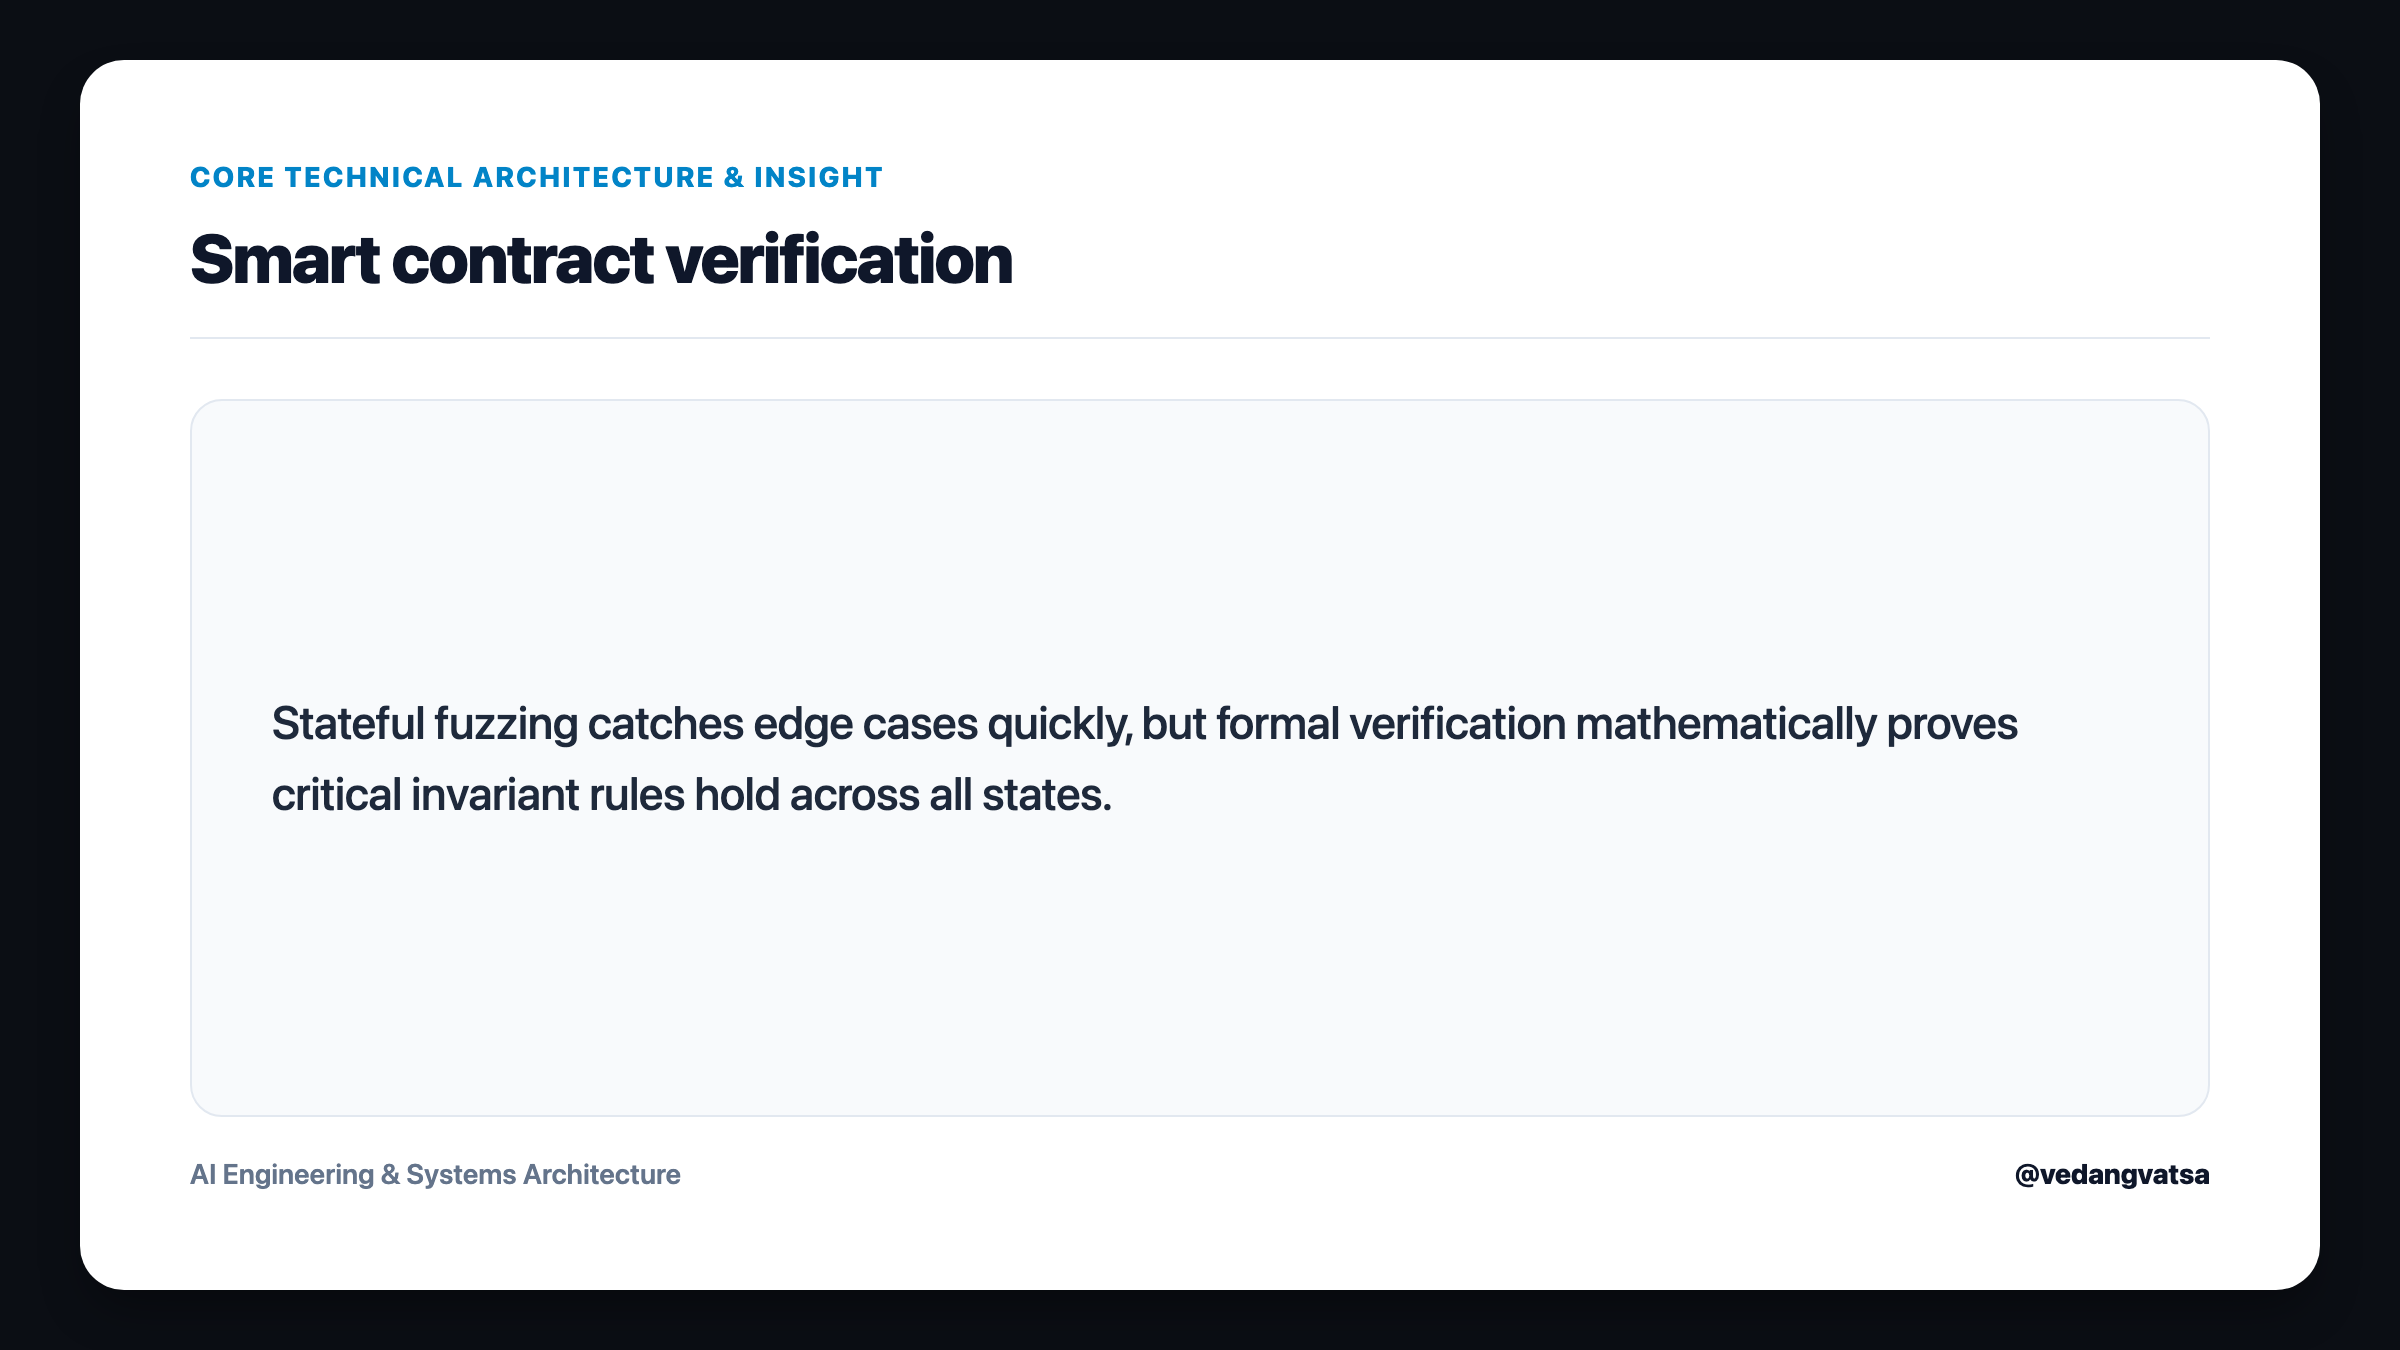 CORE TECHNICAL ARCHITECTURE & INSIGHT
Smart contract verification
Stateful fuzzing catches edge cases quickly, but formal verification mathematically proves
critical invariant rules hold across all states.
AI Engineering & Systems Architecture
@vedangvatsa